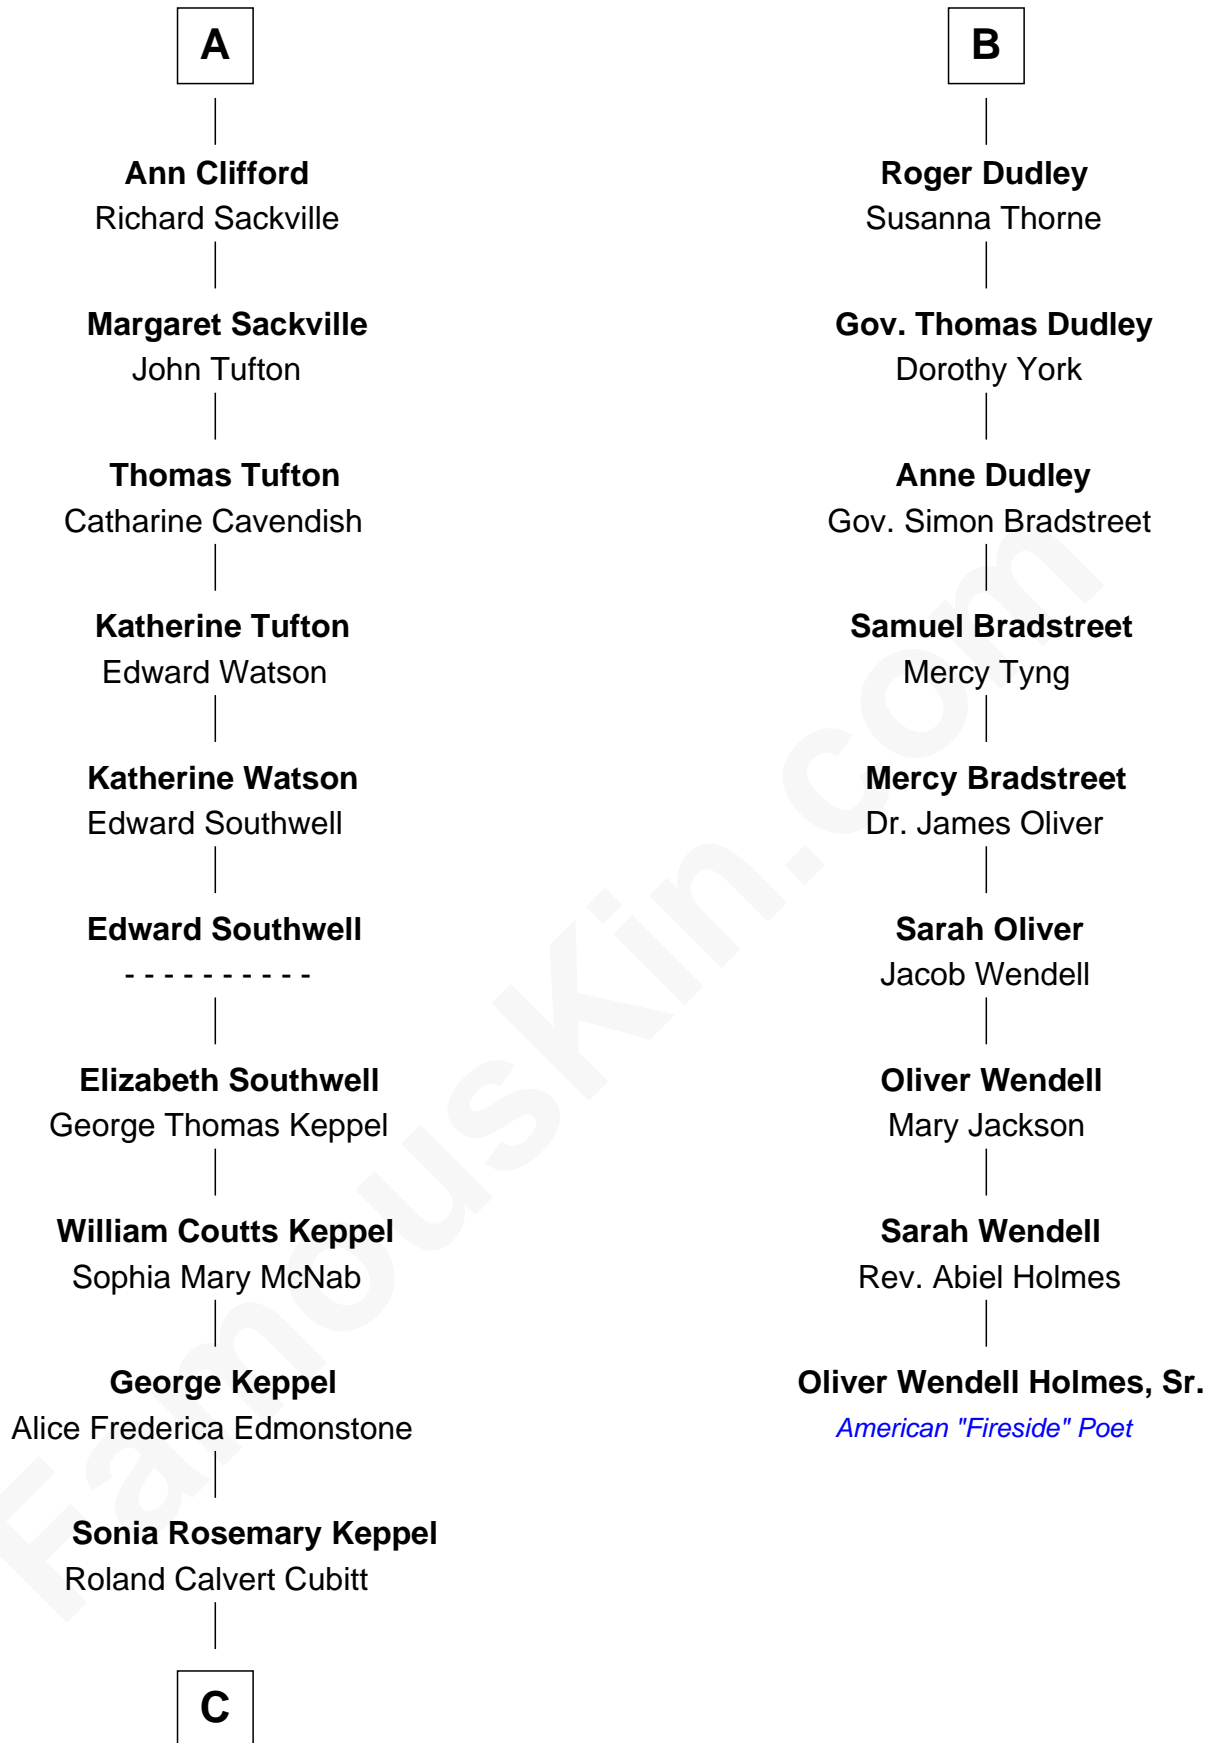 A
Ann Clifford
Richard Sackville
Margaret Sackville
John Tufton
Thomas Tufton
Catharine Cavendish
Katherine Tufton
Edward Watson
Katherine Watson
Edward Southwell
Edward Southwell
- - - - - - - - - -
Elizabeth Southwell
George Thomas Keppel
William Coutts Keppel
Sophia Mary McNab
George Keppel
Alice Frederica Edmonstone
Sonia Rosemary Keppel
Roland Calvert Cubitt
C
B
Roger Dudley
Susanna Thorne
Gov. Thomas Dudley
Dorothy York
Anne Dudley
Gov. Simon Bradstreet
Samuel Bradstreet
Mercy Tyng
Mercy Bradstreet
Dr. James Oliver
Sarah Oliver
Jacob Wendell
Oliver Wendell
Mary Jackson
Sarah Wendell
Rev. Abiel Holmes
Oliver Wendell Holmes, Sr.
American "Fireside" Poet
FamousKin.com